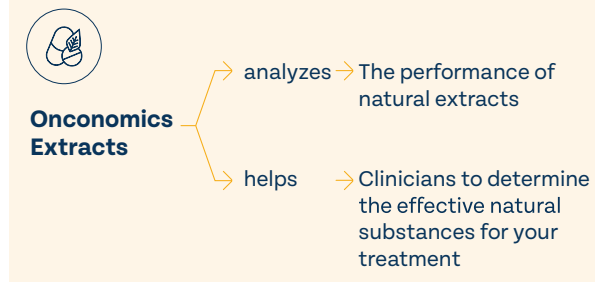 Onconomics
Extracts
analyzes
The performance of
natural extracts
helps
Clinicians to determine
the effective natural
substances for your
treatment